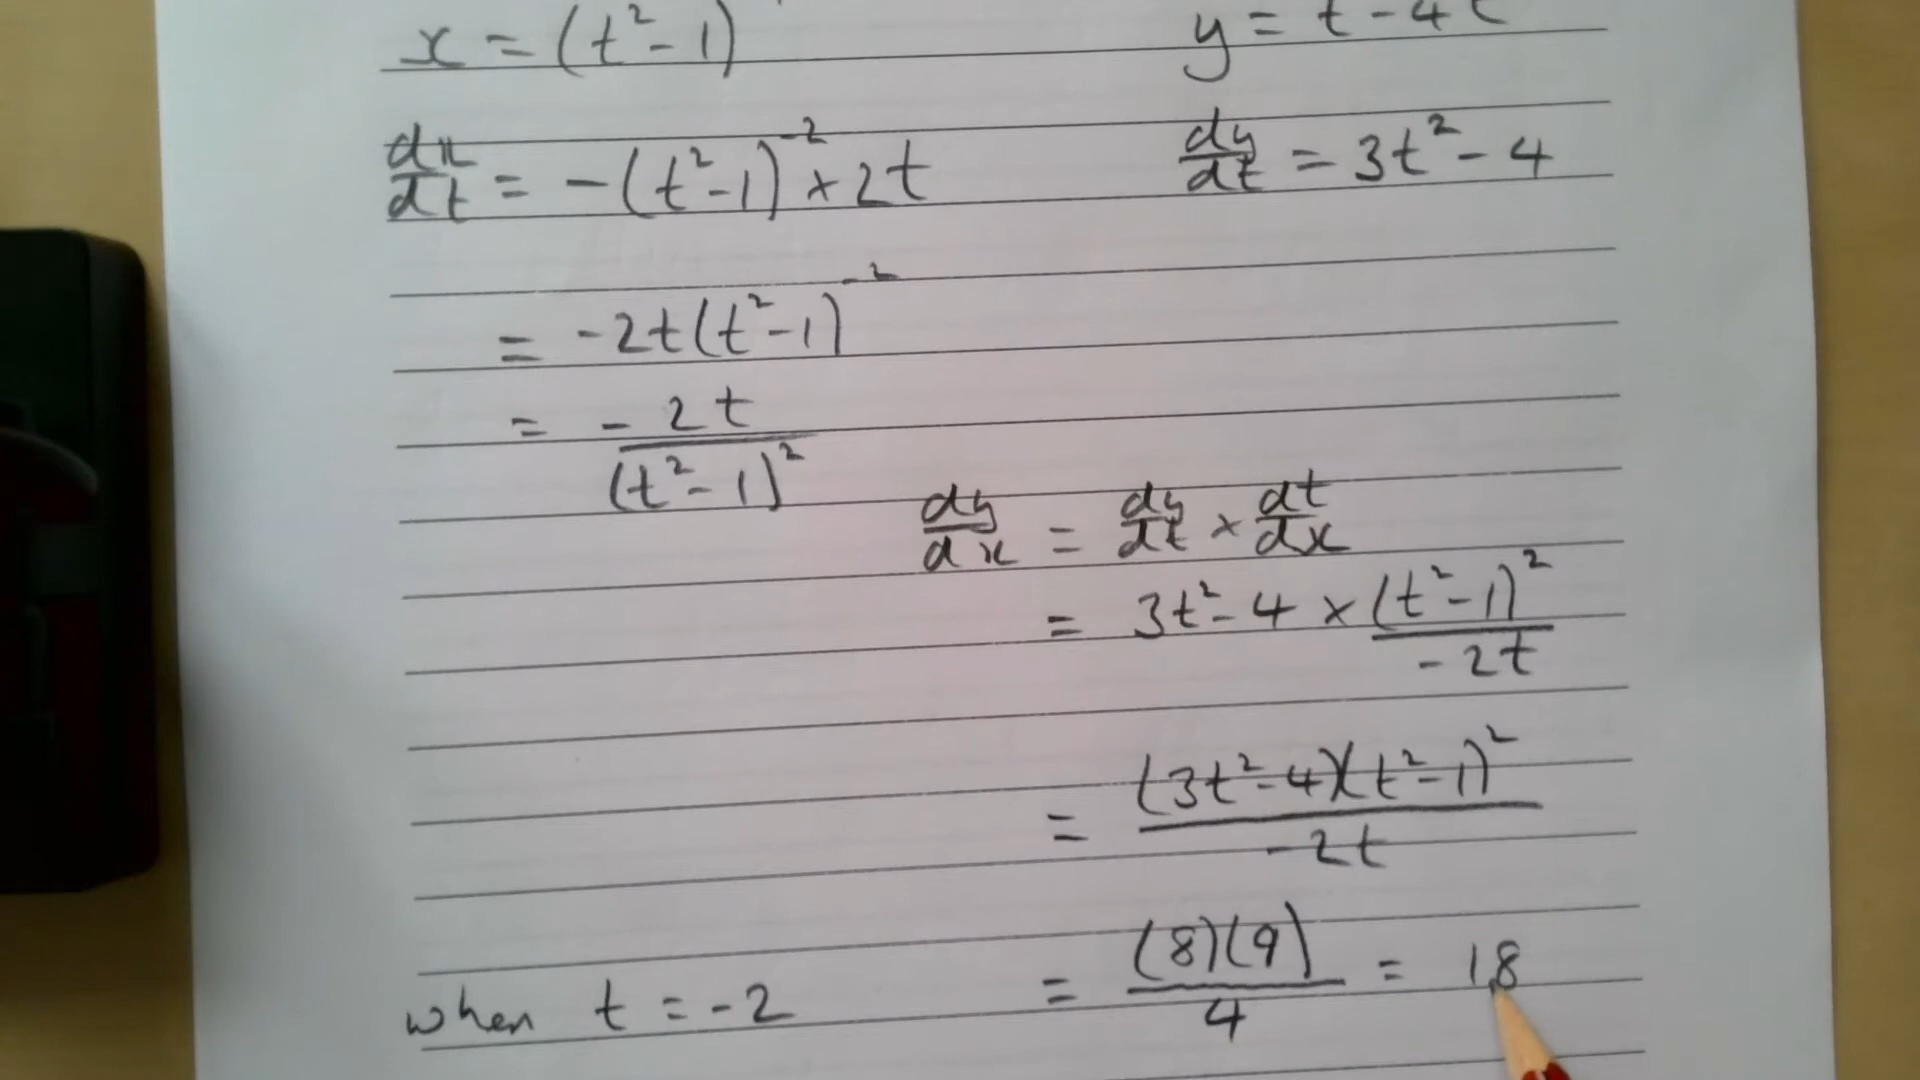 x = (t² - 1)
y = t - 4t
dx/dt = -(t² - 1)⁻² × 2t
dy/dt = 3t² - 4
= -2t(t² - 1)⁻²
= -2t/(t² - 1)²
dy/dx = dy/dt × dt/dx
= 3t² - 4 × (t² - 1)²/-2t
= (3t² - 4)(t² - 1)²/-2t
when t = -2 = (8)(9)/4 = 18